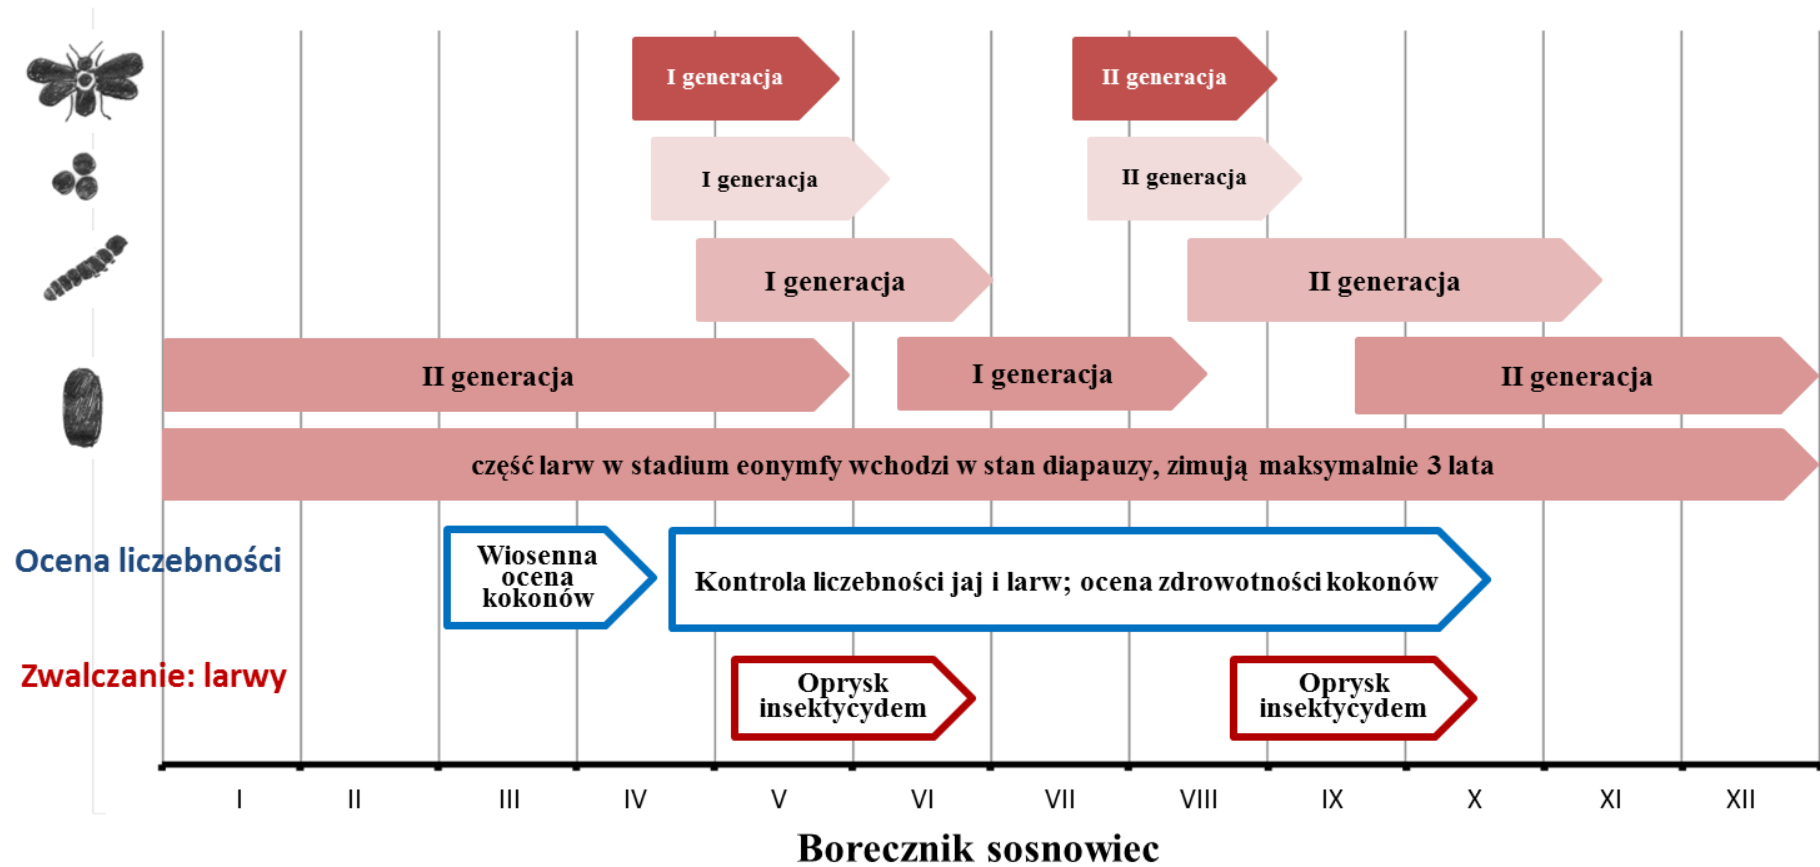 I generacja
II generacja
I generacja
II generacja
I generacja
II generacja
II generacja
I generacja
II generacja
część larw w stadium eonymfy wchodzi w stan diapauzy, zimują maksymalnie 3 lata
Ocena liczebności
Wiosenna
ocena
kokonów
Kontrola liczebności jaj i larw; ocena zdrowotności kokonów
Zwalczanie: larwy
Oprysk
insektycydem
Oprysk
insektycydem
I II III IV V VI VII VIII IX X XI XII
Borecznik sosnowiec